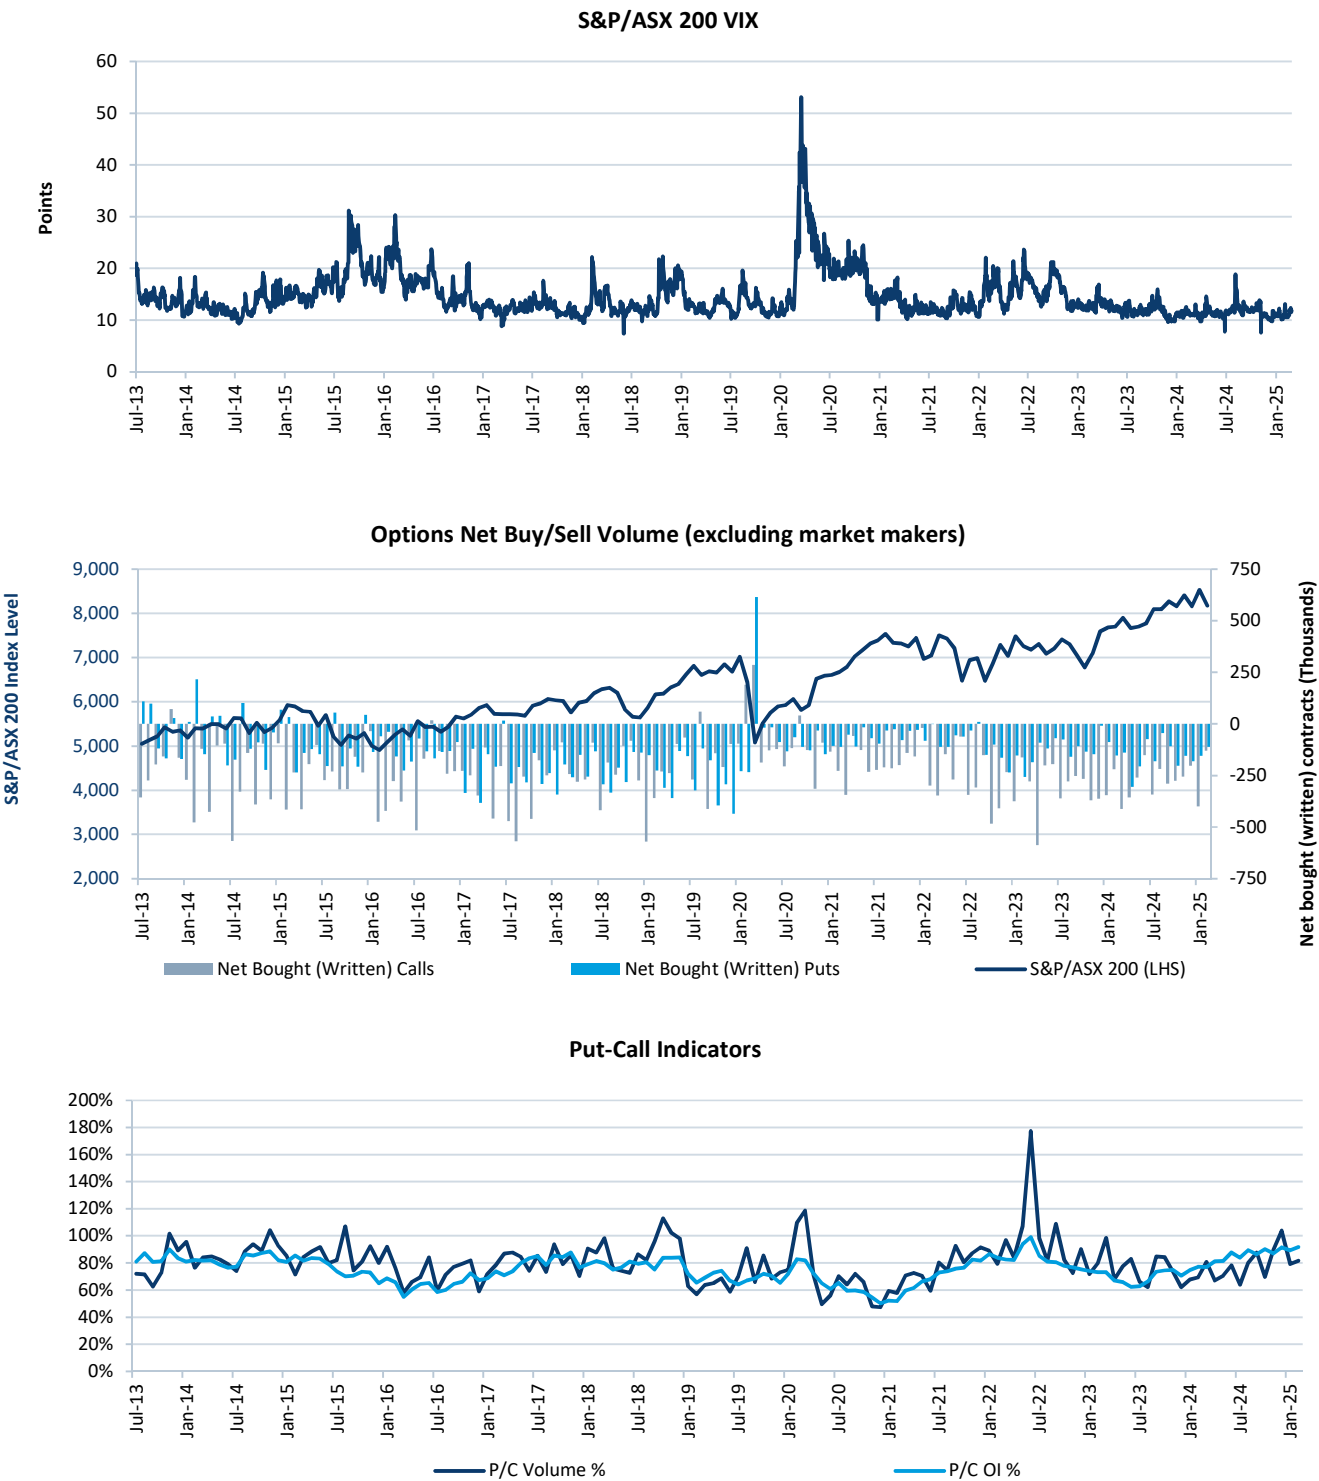 S&P/ASX 200 VIX
60
50
40
30
20
10
0
Points
Jul-13
Jan-14
Jul-14
Jan-15
Jul-15
Jan-16
Jul-16
Jan-17
Jul-17
Jan-18
Jul-18
Jan-19
Jul-19
Jan-20
Jul-20
Jan-21
Jul-21
Jan-22
Jul-22
Jan-23
Jul-23
Jan-24
Jul-24
Jan-25
Options Net Buy/Sell Volume (excluding market makers)
S&P/ASX 200 Index Level
9,000
8,000
7,000
6,000
5,000
4,000
3,000
2,000
750
500
250
0
-250
-500
-750
Net bought (written) contracts (Thousands)
Jul-13
Jan-14
Jul-14
Jan-15
Jul-15
Jan-16
Jul-16
Jan-17
Jul-17
Jan-18
Jul-18
Jan-19
Jul-19
Jan-20
Jul-20
Jan-21
Jul-21
Jan-22
Jul-22
Jan-23
Jul-23
Jan-24
Jul-24
Jan-25
Net Bought (Written) Calls
Net Bought (Written) Puts
S&P/ASX 200 (LHS)
Put-Call Indicators
200%
180%
160%
140%
120%
100%
80%
60%
40%
20%
0%
Jul-13
Jan-14
Jul-14
Jan-15
Jul-15
Jan-16
Jul-16
Jan-17
Jul-17
Jan-18
Jul-18
Jan-19
Jul-19
Jan-20
Jul-20
Jan-21
Jul-21
Jan-22
Jul-22
Jan-23
Jul-23
Jan-24
Jul-24
Jan-25
P/C Volume %
P/C OI %